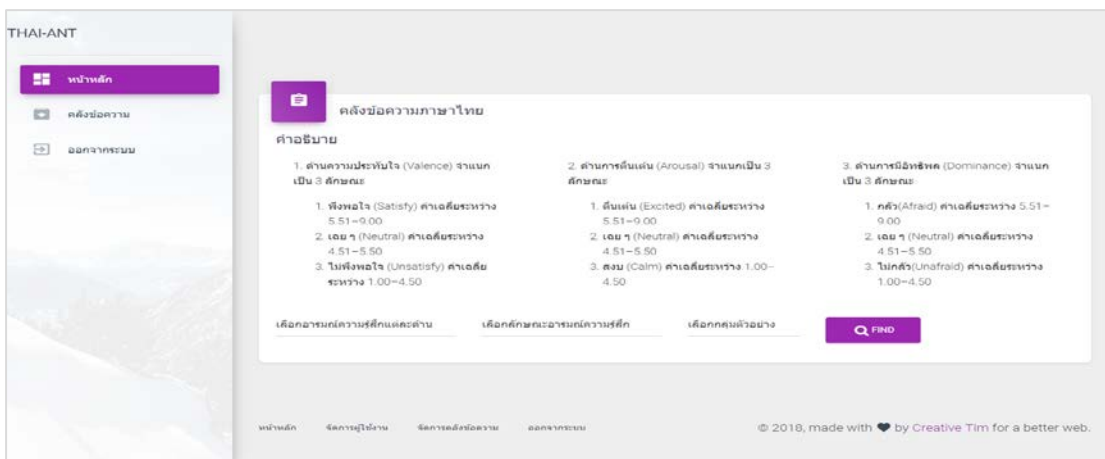 THAI-ANT
หน้าหลัก
คลังข้อความ
ออกจากระบบ
คลังข้อความภาษาไทย
คำอธิบาย
1. ด้านความประทับใจ (Valence) จำแนก
เป็น 3 ลักษณะ
1. พึงพอใจ (Satisfy) ค่าเฉลี่ยระหว่าง
5.51–9.00
2. เฉย ๆ (Neutral) ค่าเฉลี่ยระหว่าง
4.51–5.50
3. ไม่พึงพอใจ (Unsatisfy) ค่าเฉลี่ย
ระหว่าง 1.00–4.50
2. ด้านการตื่นเต้น (Arousal) จำแนกเป็น 3
ลักษณะ
1. ตื่นเต้น (Excited) ค่าเฉลี่ยระหว่าง
5.51–9.00
2. เฉย ๆ (Neutral) ค่าเฉลี่ยระหว่าง
4.51–5.50
3. สงบ (Calm) ค่าเฉลี่ยระหว่าง 1.00–
4.50
3. ด้านการมีอิทธิพล (Dominance) จำแนก
เป็น 3 ลักษณะ
1. กลัว(Afraid) ค่าเฉลี่ยระหว่าง 5.51–
9.00
2. เฉย ๆ (Neutral) ค่าเฉลี่ยระหว่าง
4.51–5.50
3. ไม่กลัว(Unafraid) ค่าเฉลี่ยระหว่าง
1.00–4.50
เลือกอารมณ์ความรู้สึกแต่ละด้าน
เลือกลักษณะอารมณ์ความรู้สึก
เลือกกลุ่มตัวอย่าง
FIND
หน้าหลัก จัดการผู้ใช้งาน จัดการคลังข้อความ ออกจากระบบ
© 2018, made with ♥ by Creative Tim for a better web.